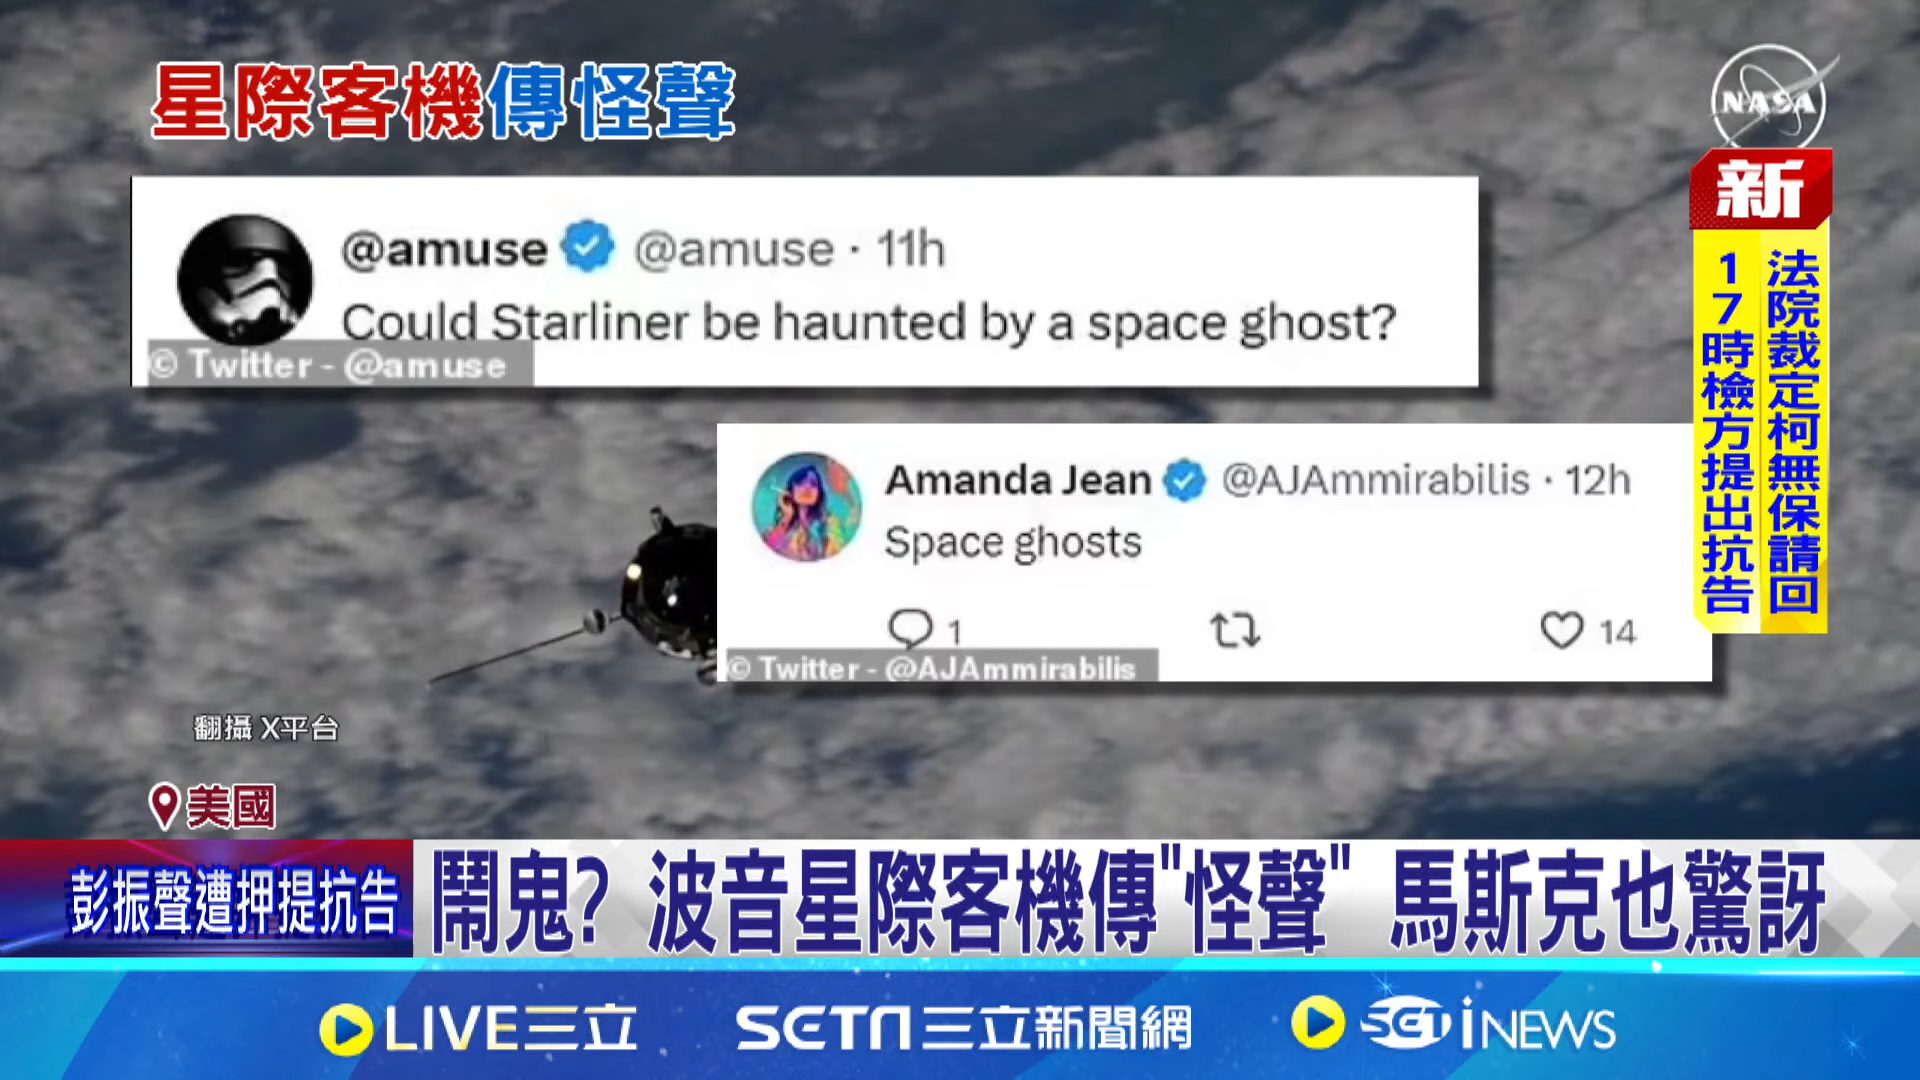 星際客機傳怪聲
NASA
新
法院裁定柯無保請回
17時檢方提出抗告
@amuse @amuse · 11h
Could Starliner be haunted by a space ghost?
© Twitter - @amuse
Amanda Jean @AJAmmirabilis · 12h
Space ghosts
1 14
© Twitter - @AJAmmirabilis
翻攝 X平台
美國
彭振聲遭押提抗告
鬧鬼? 波音星際客機傳"怪聲" 馬斯克也驚訝
LIVE三立
SETN三立新聞網
SETiNEWS